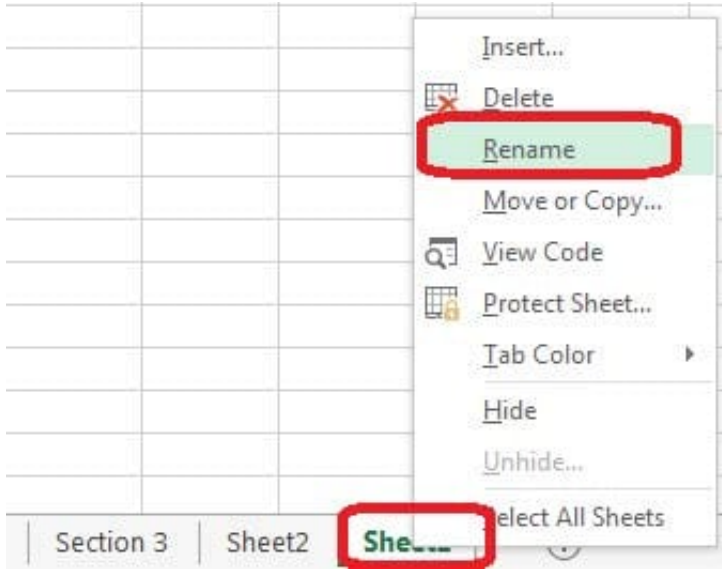 Insert...
Delete
Rename
Move or Copy...
View Code
Protect Sheet...
Tab Color
Hide
Unhide...
Select All Sheets
Section 3 Sheet2